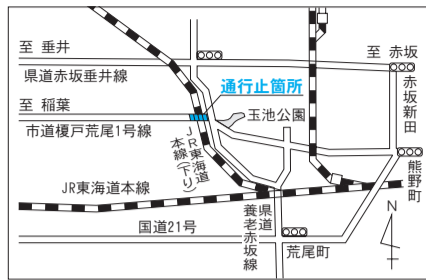 至 垂井
県道赤坂垂井線
至 赤坂
通行止箇所
至 稲葉
玉池公園
市道榎戸荒尾1号線
赤坂新田
JR東海道
本線(下り)
熊野町
JR東海道本線
県道
養老赤坂線
国道21号
荒尾町
N